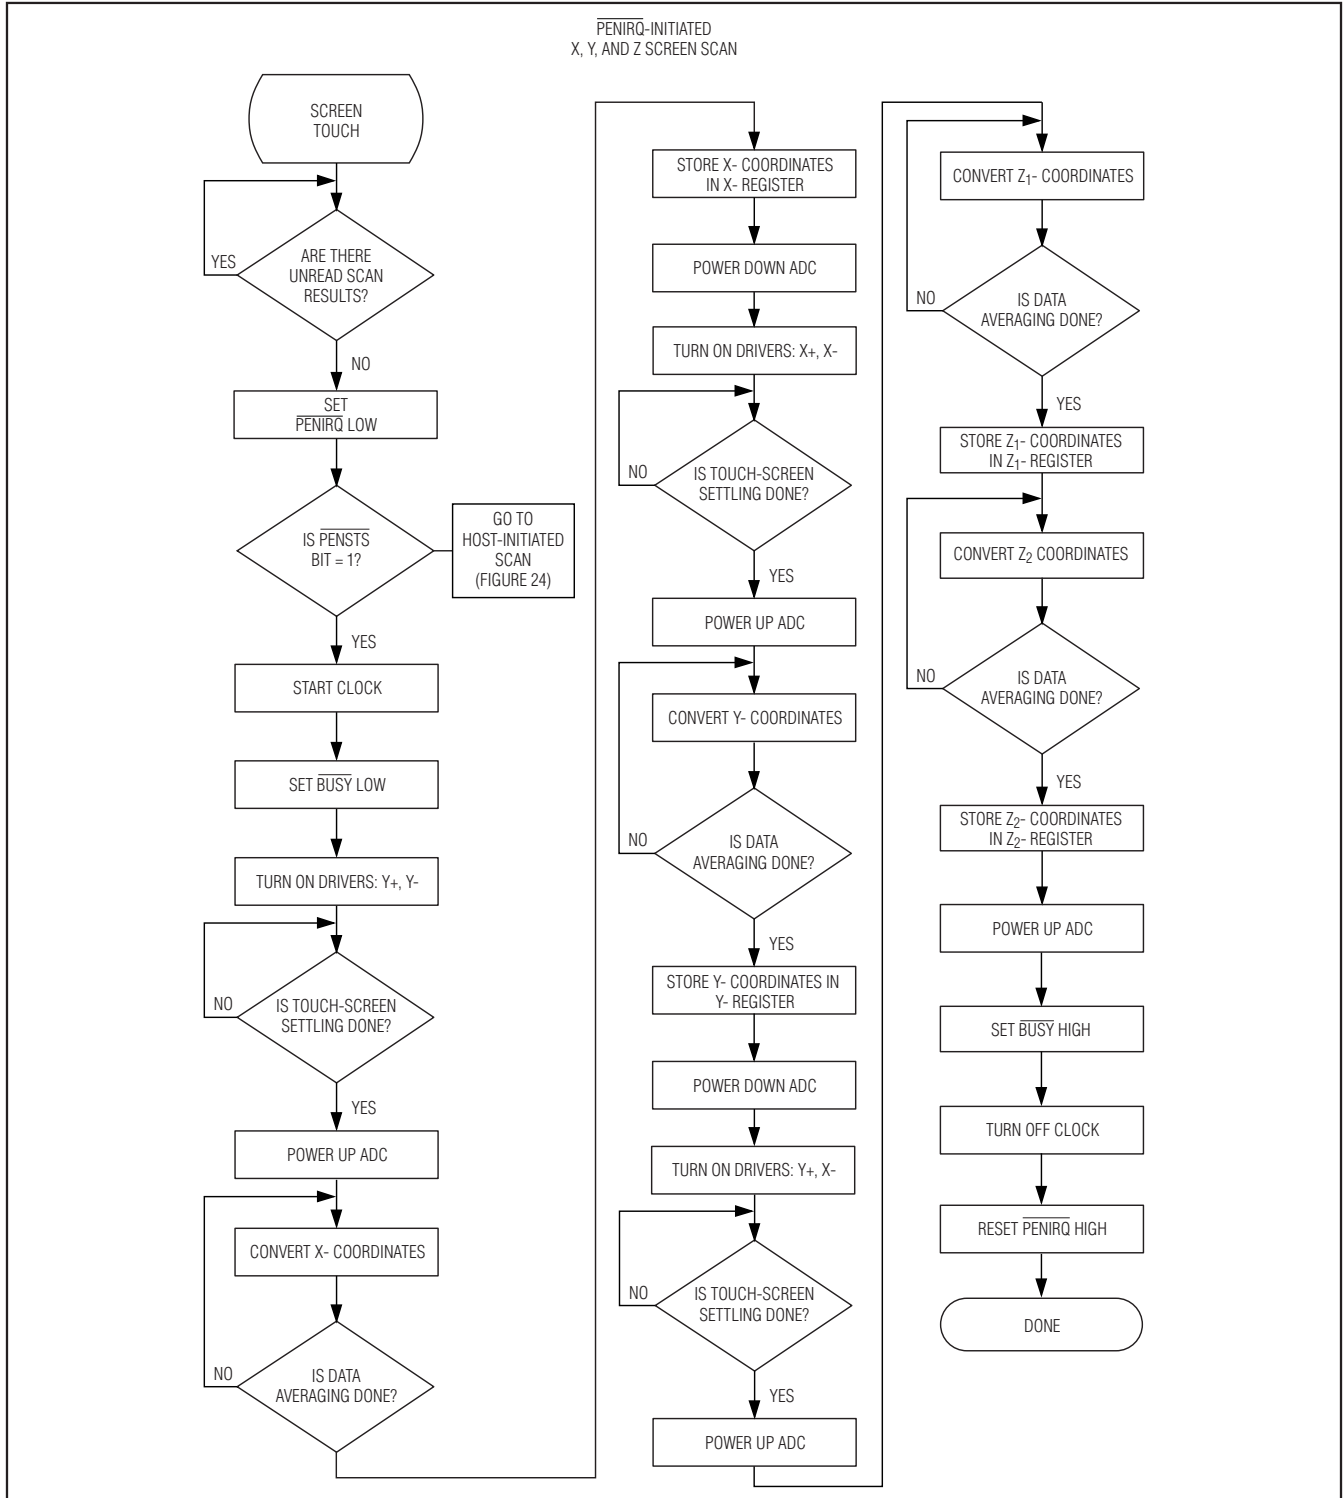 PENIRQ-INITIATED
X, Y, AND Z SCREEN SCAN
SCREEN
TOUCH
ARE THERE
UNREAD SCAN
RESULTS?
YES
NO
SET
PENIRQ LOW
IS PENSTS
BIT = 1?
GO TO
HOST-INITIATED
SCAN
(FIGURE 24)
YES
START CLOCK
SET BUSY LOW
TURN ON DRIVERS: Y+, Y-
IS TOUCH-SCREEN
SETTLING DONE?
NO
YES
POWER UP ADC
CONVERT X- COORDINATES
IS DATA
AVERAGING DONE?
NO
STORE X- COORDINATES
IN X- REGISTER
POWER DOWN ADC
TURN ON DRIVERS: X+, X-
IS TOUCH-SCREEN
SETTLING DONE?
NO
YES
POWER UP ADC
CONVERT Y- COORDINATES
IS DATA
AVERAGING DONE?
NO
YES
STORE Y- COORDINATES IN
Y- REGISTER
POWER DOWN ADC
TURN ON DRIVERS: Y+, X-
IS TOUCH-SCREEN
SETTLING DONE?
NO
YES
POWER UP ADC
CONVERT Z1- COORDINATES
IS DATA
AVERAGING DONE?
NO
YES
STORE Z1- COORDINATES
IN Z1- REGISTER
CONVERT Z2 COORDINATES
IS DATA
AVERAGING DONE?
NO
YES
STORE Z2- COORDINATES
IN Z2- REGISTER
POWER UP ADC
SET BUSY HIGH
TURN OFF CLOCK
RESET PENIRQ HIGH
DONE